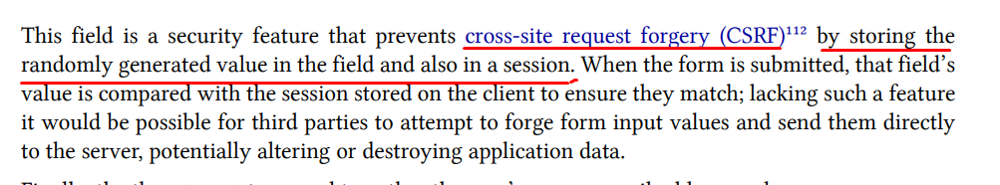 This field is a security feature that prevents cross-site request forgery (CSRF)¹¹² by storing the
randomly generated value in the field and also in a session. When the form is submitted, that field’s
value is compared with the session stored on the client to ensure they match; lacking such a feature
it would be possible for third parties to attempt to forge form input values and send them directly
to the server, potentially altering or destroying application data.